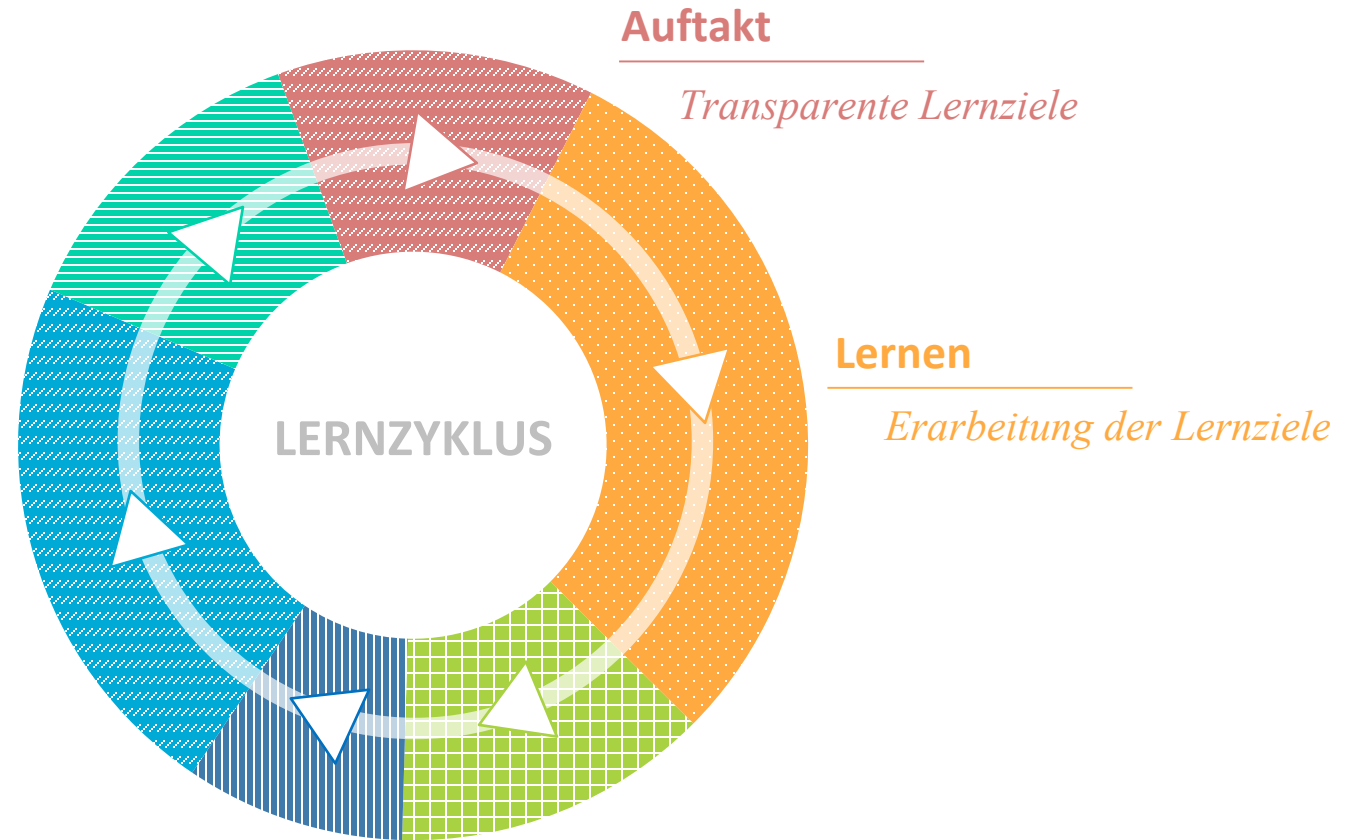 Auftakt
Transparente Lernziele
Lernen
Erarbeitung der Lernziele
LERNZYKLUS